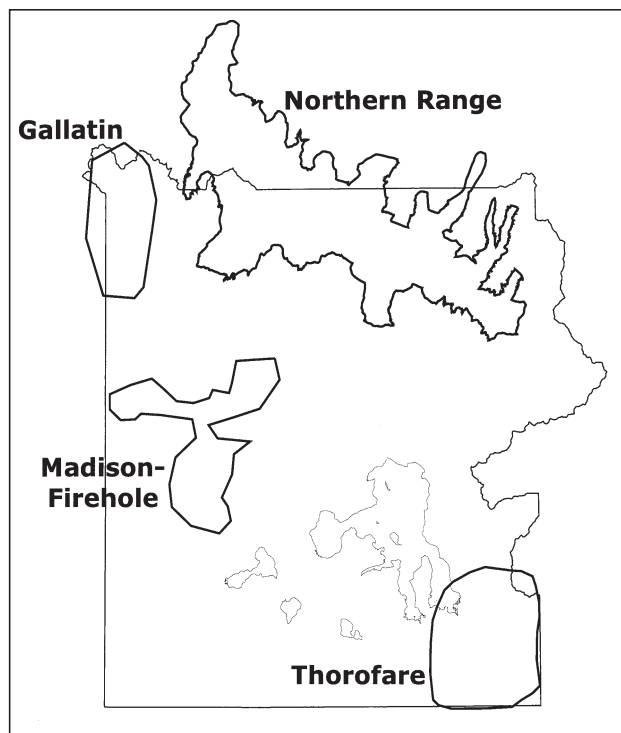 Northern Range
Gallatin
Madison-
Firehole
Thorofare